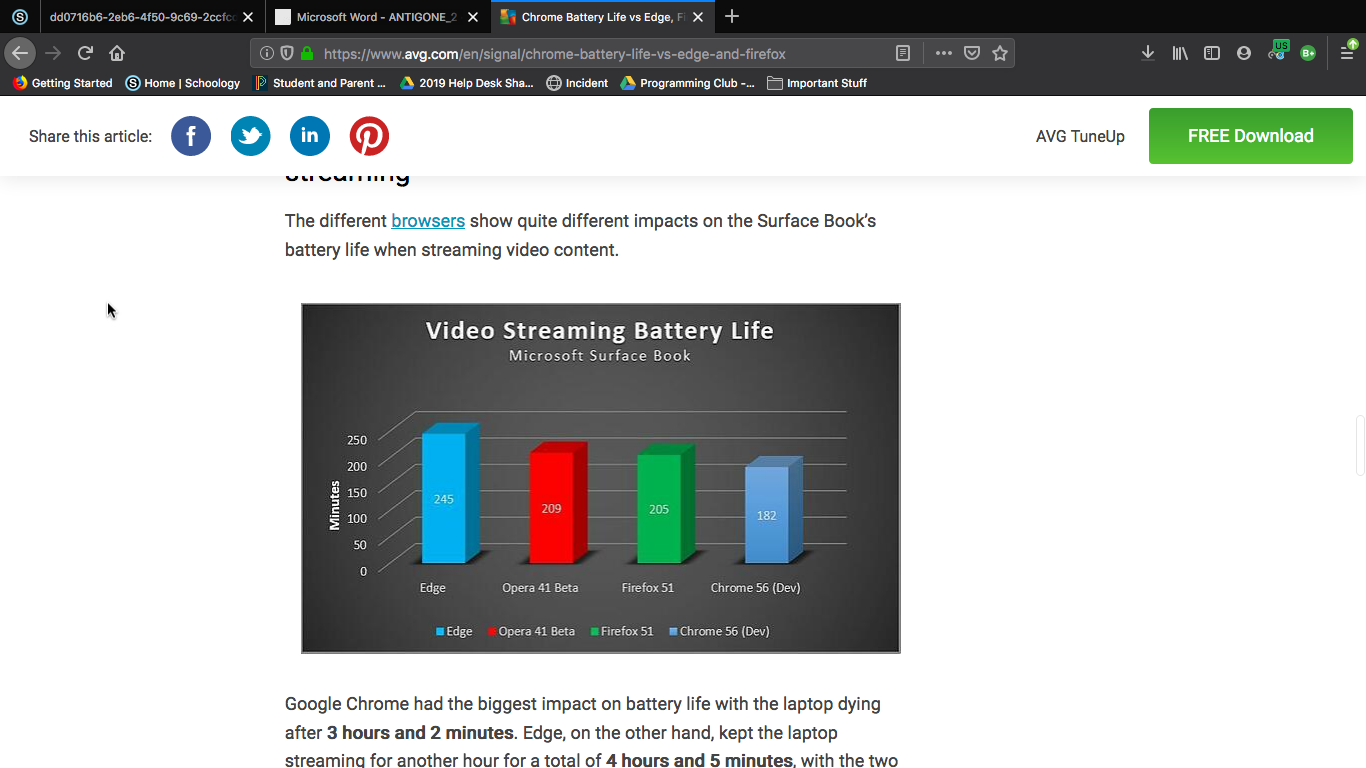 dd0716b6-2eb6-4f50-9c69-2ccfc
Microsoft Word - ANTIGONE_2
Chrome Battery Life vs Edge, Fi
https://www.avg.com/en/signal/chrome-battery-life-vs-edge-and-firefox
US
B+
Getting Started
Home | Schoology
Student and Parent ...
2019 Help Desk Sha...
Incident
Programming Club -...
Important Stuff
Share this article:
AVG TuneUp
FREE Download
Streaming
The different browsers show quite different impacts on the Surface Book’s
battery life when streaming video content.
Video Streaming Battery Life
Microsoft Surface Book
Minutes
250
200
150
100
50
0
245
209
205
182
Edge
Opera 41 Beta
Firefox 51
Chrome 56 (Dev)
Edge
Opera 41 Beta
Firefox 51
Chrome 56 (Dev)
Google Chrome had the biggest impact on battery life with the laptop dying
after 3 hours and 2 minutes. Edge, on the other hand, kept the laptop
streaming for another hour for a total of 4 hours and 5 minutes, with the two